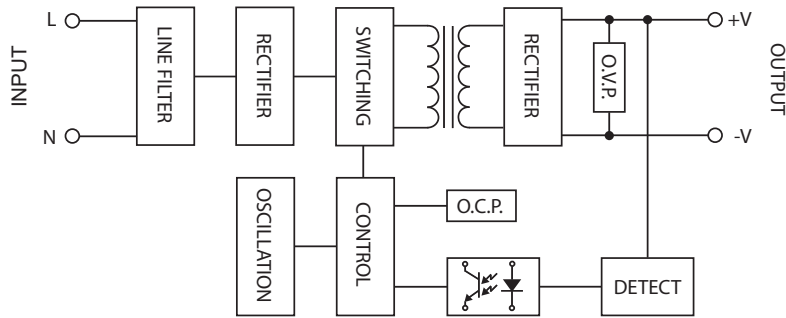 INPUT
L
N
LINE FILTER
RECTIFIER
SWITCHING
RECTIFIER
O.V.P.
+V
-V
OUTPUT
OSCILLATION
CONTROL
O.C.P.
DETECT